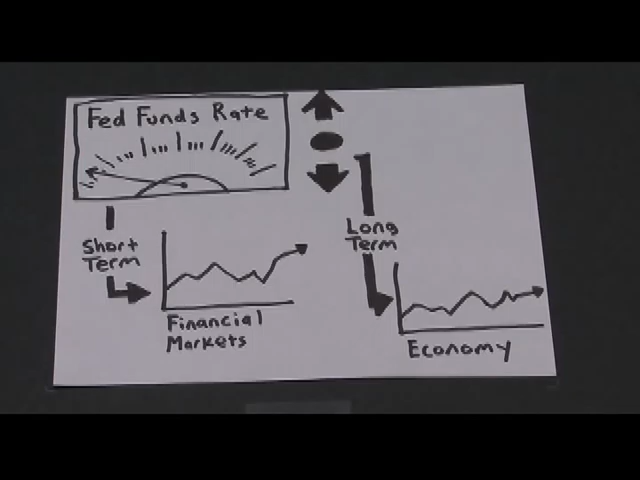 Fed Funds Rate
Short
Term
Financial
Markets
Long
Term
Economy